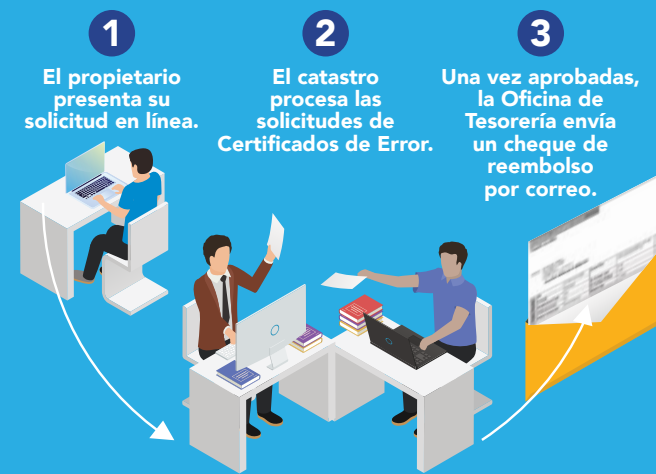 1
El propietario
presenta su
solicitud en línea.
2
El catastro
procesa las
solicitudes de
Certificados de Error.
3
Una vez aprobadas,
la Oficina de
Tesorería envía
un cheque de
reembolso
por correo.